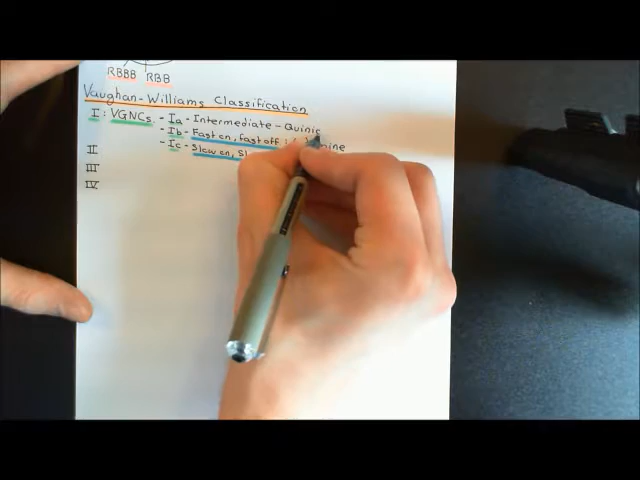 RBBB RBB
Vaughan-Williams Classification
I: VGNCs - Ia - Intermediate - Quinic
- Ib - Fast on, fast off :
II
- Ic - Slow on,
III
IV